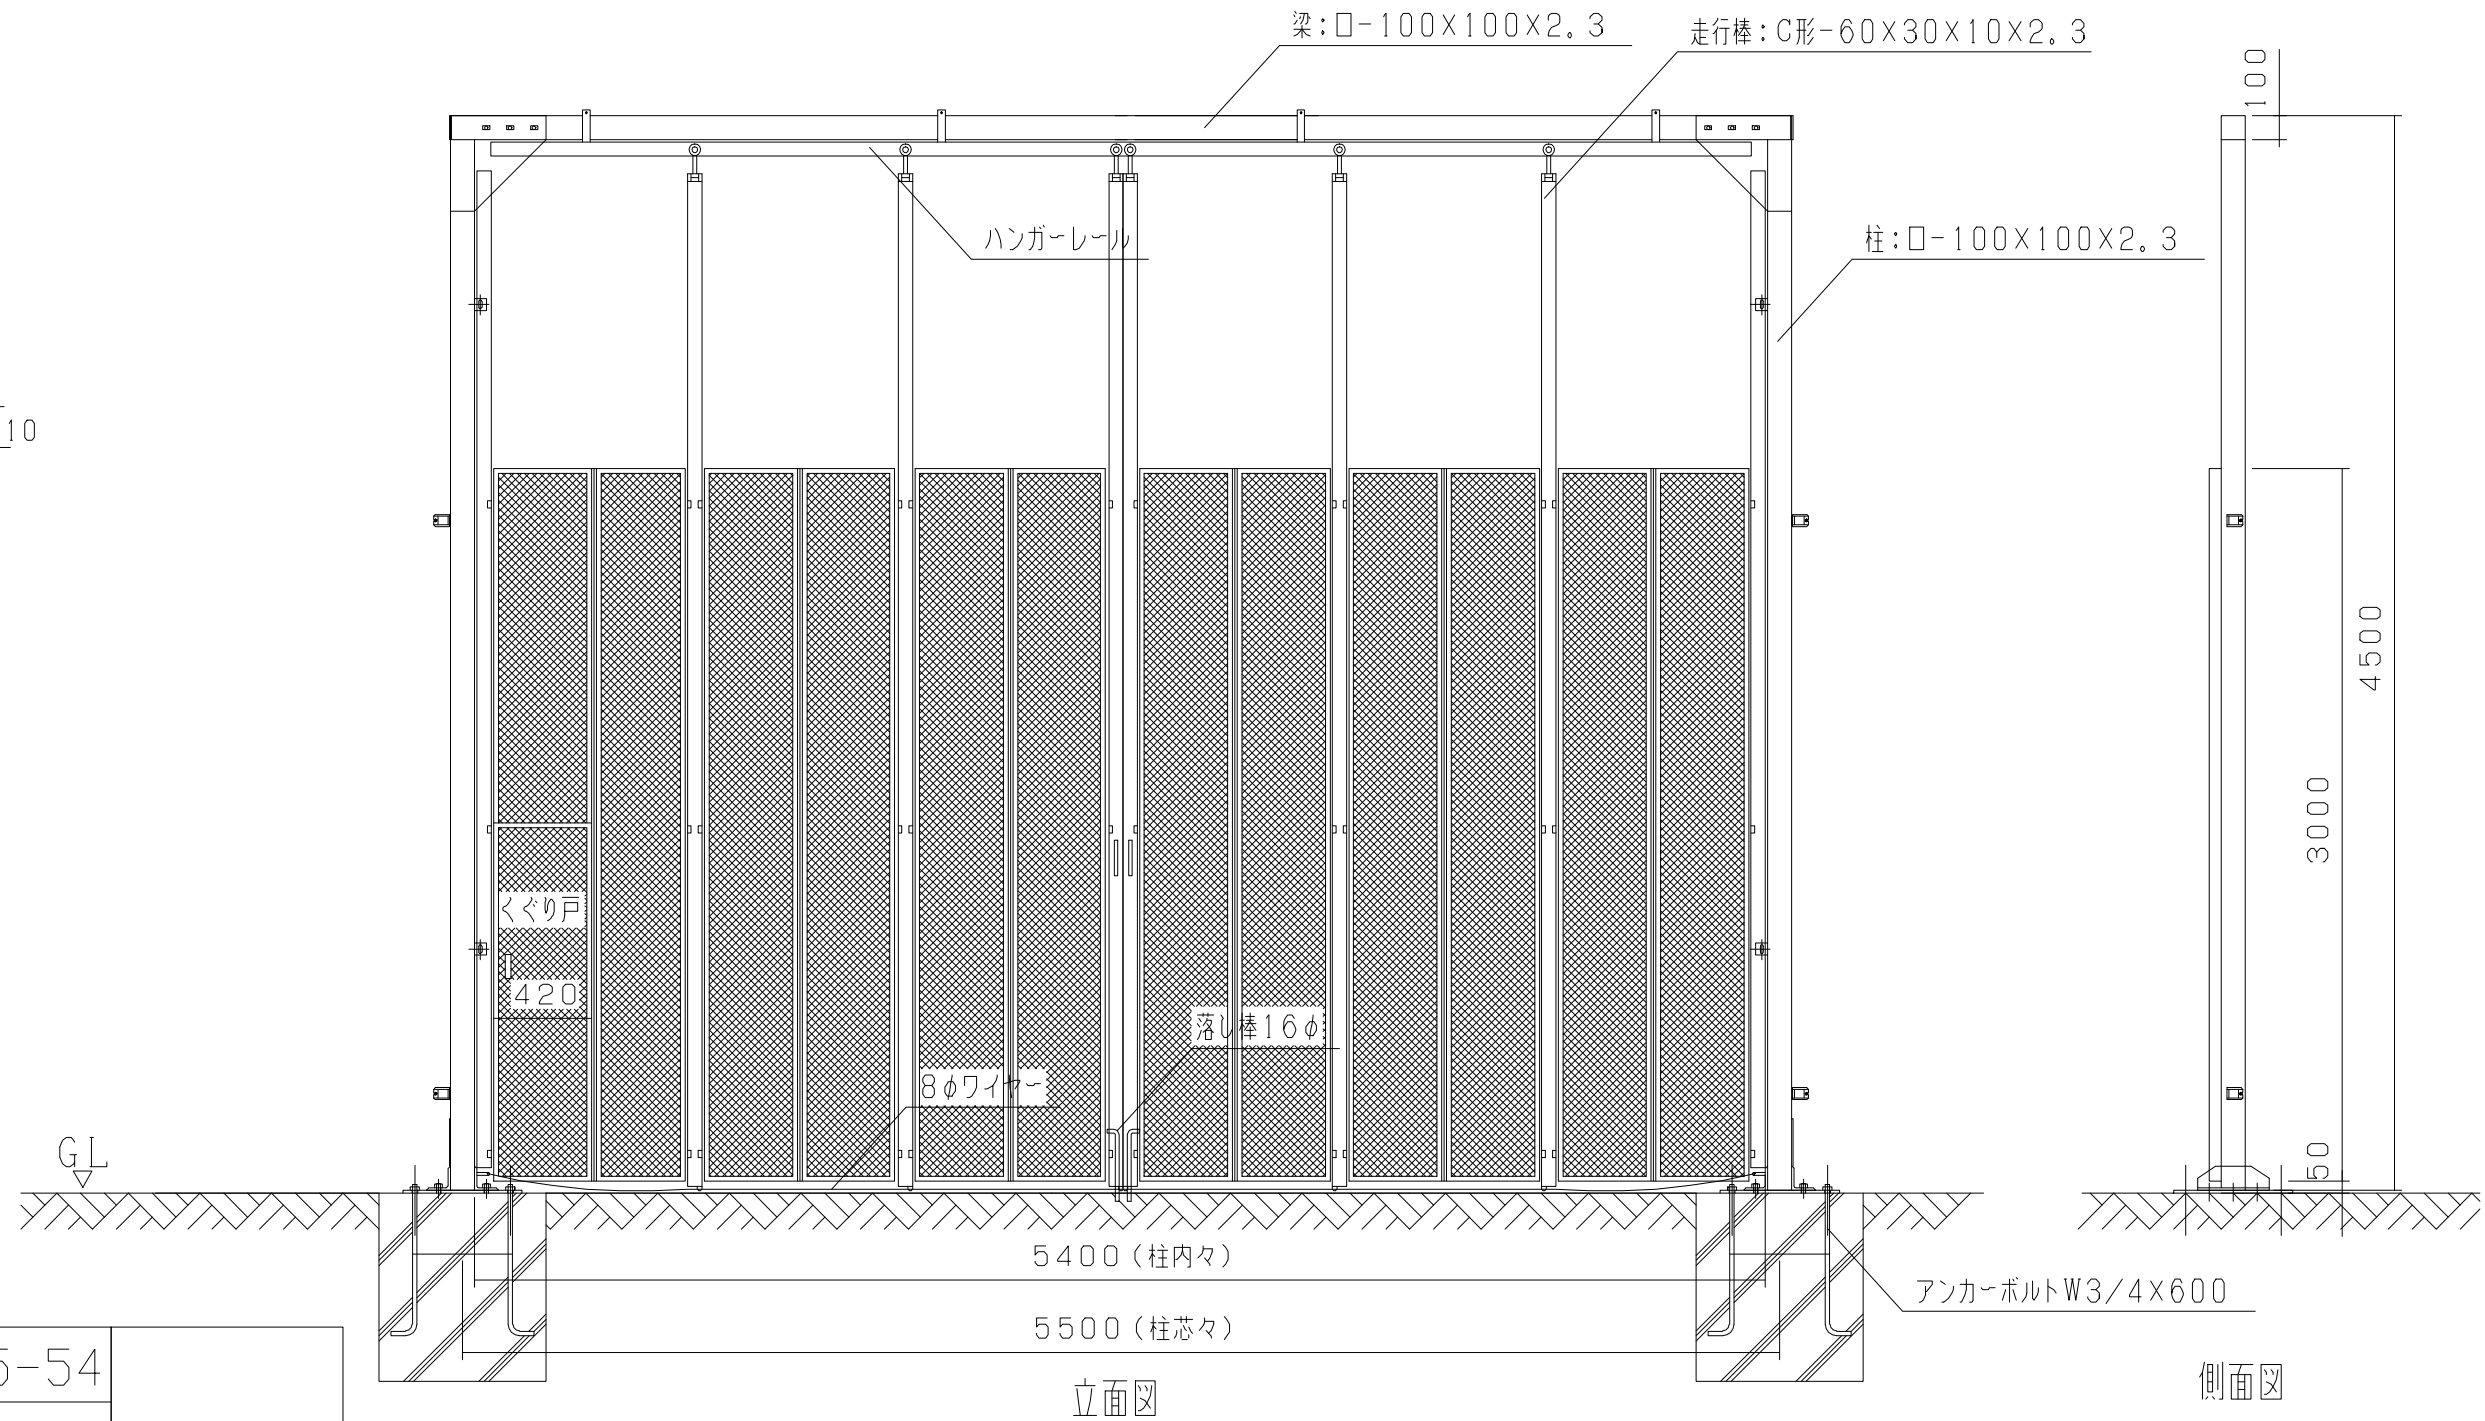 梁:□-100X100X2.3
走行棒:C形-60X30X10X2.3
100
ハンガーレール
柱:□-100X100X2.3
10
4500
3000
くぐり戸
420
落し棒16φ
8φワイヤー
GL
50
5400(柱内々)
アンカーボルトW3/4X600
5500(柱芯々)
5-54
立面図
側面図